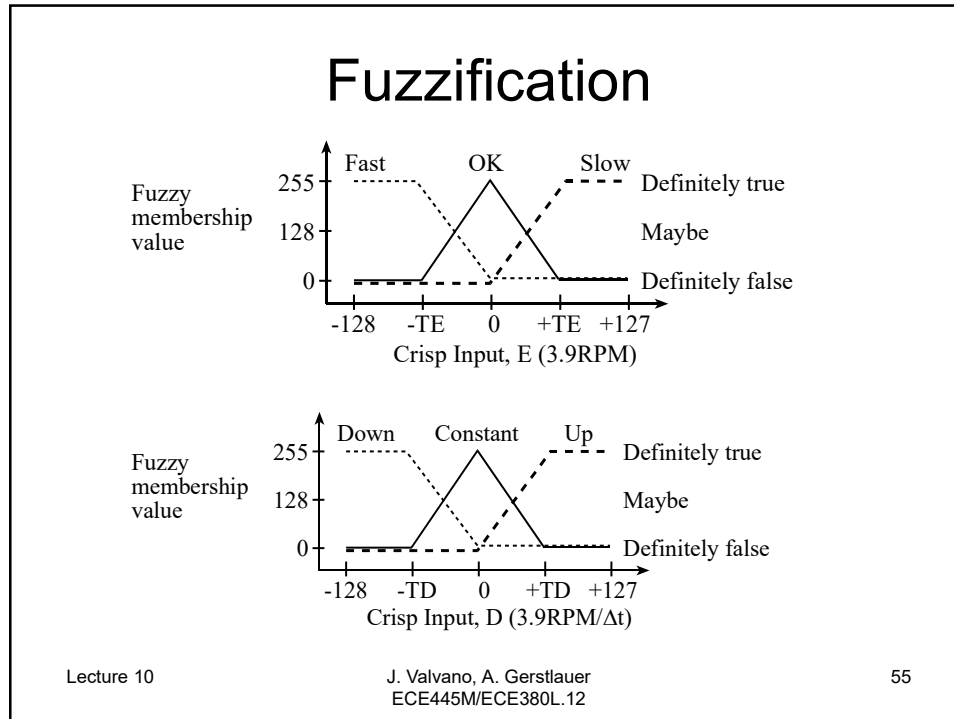 Fuzzification
Fast OK Slow
Fuzzy
membership
value
255
128
0
Definitely true
Maybe
Definitely false
-128 -TE 0 +TE +127
Crisp Input, E (3.9RPM)
Down Constant Up
Fuzzy
membership
value
255
128
0
Definitely true
Maybe
Definitely false
-128 -TD 0 +TD +127
Crisp Input, D (3.9RPM/Δt)
Lecture 10
J. Valvano, A. Gerstlauer
ECE445M/ECE380L.12
55